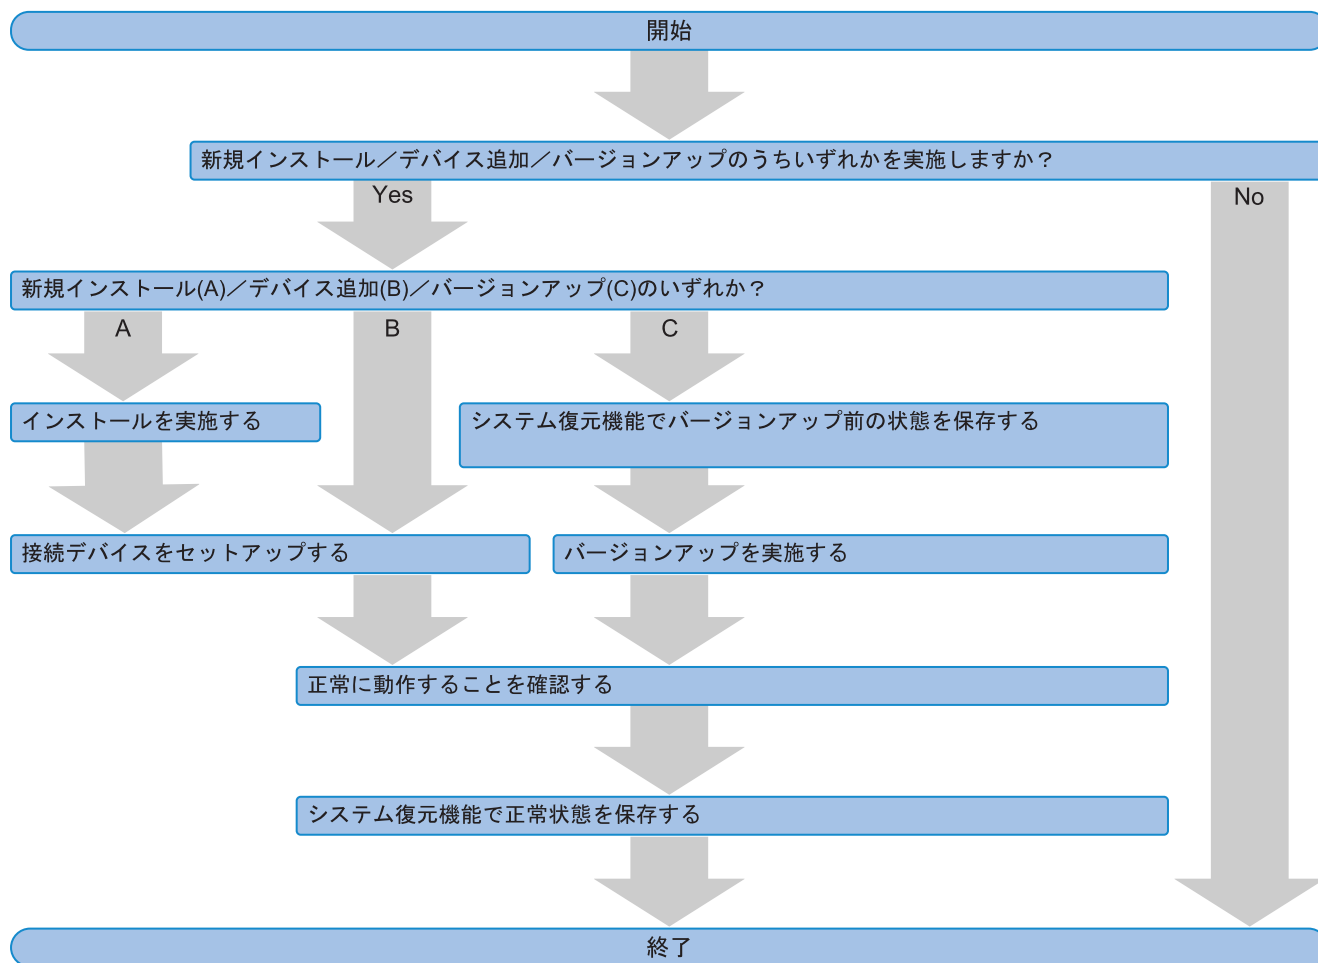 開始
新規インストール／デバイス追加／バージョンアップのうちいずれかを実施しますか？
Yes
No
新規インストール(A)／デバイス追加(B)／バージョンアップ(C)のいずれか？
A
B
C
インストールを実施する
システム復元機能でバージョンアップ前の状態を保存する
接続デバイスをセットアップする
バージョンアップを実施する
正常に動作することを確認する
システム復元機能で正常状態を保存する
終了